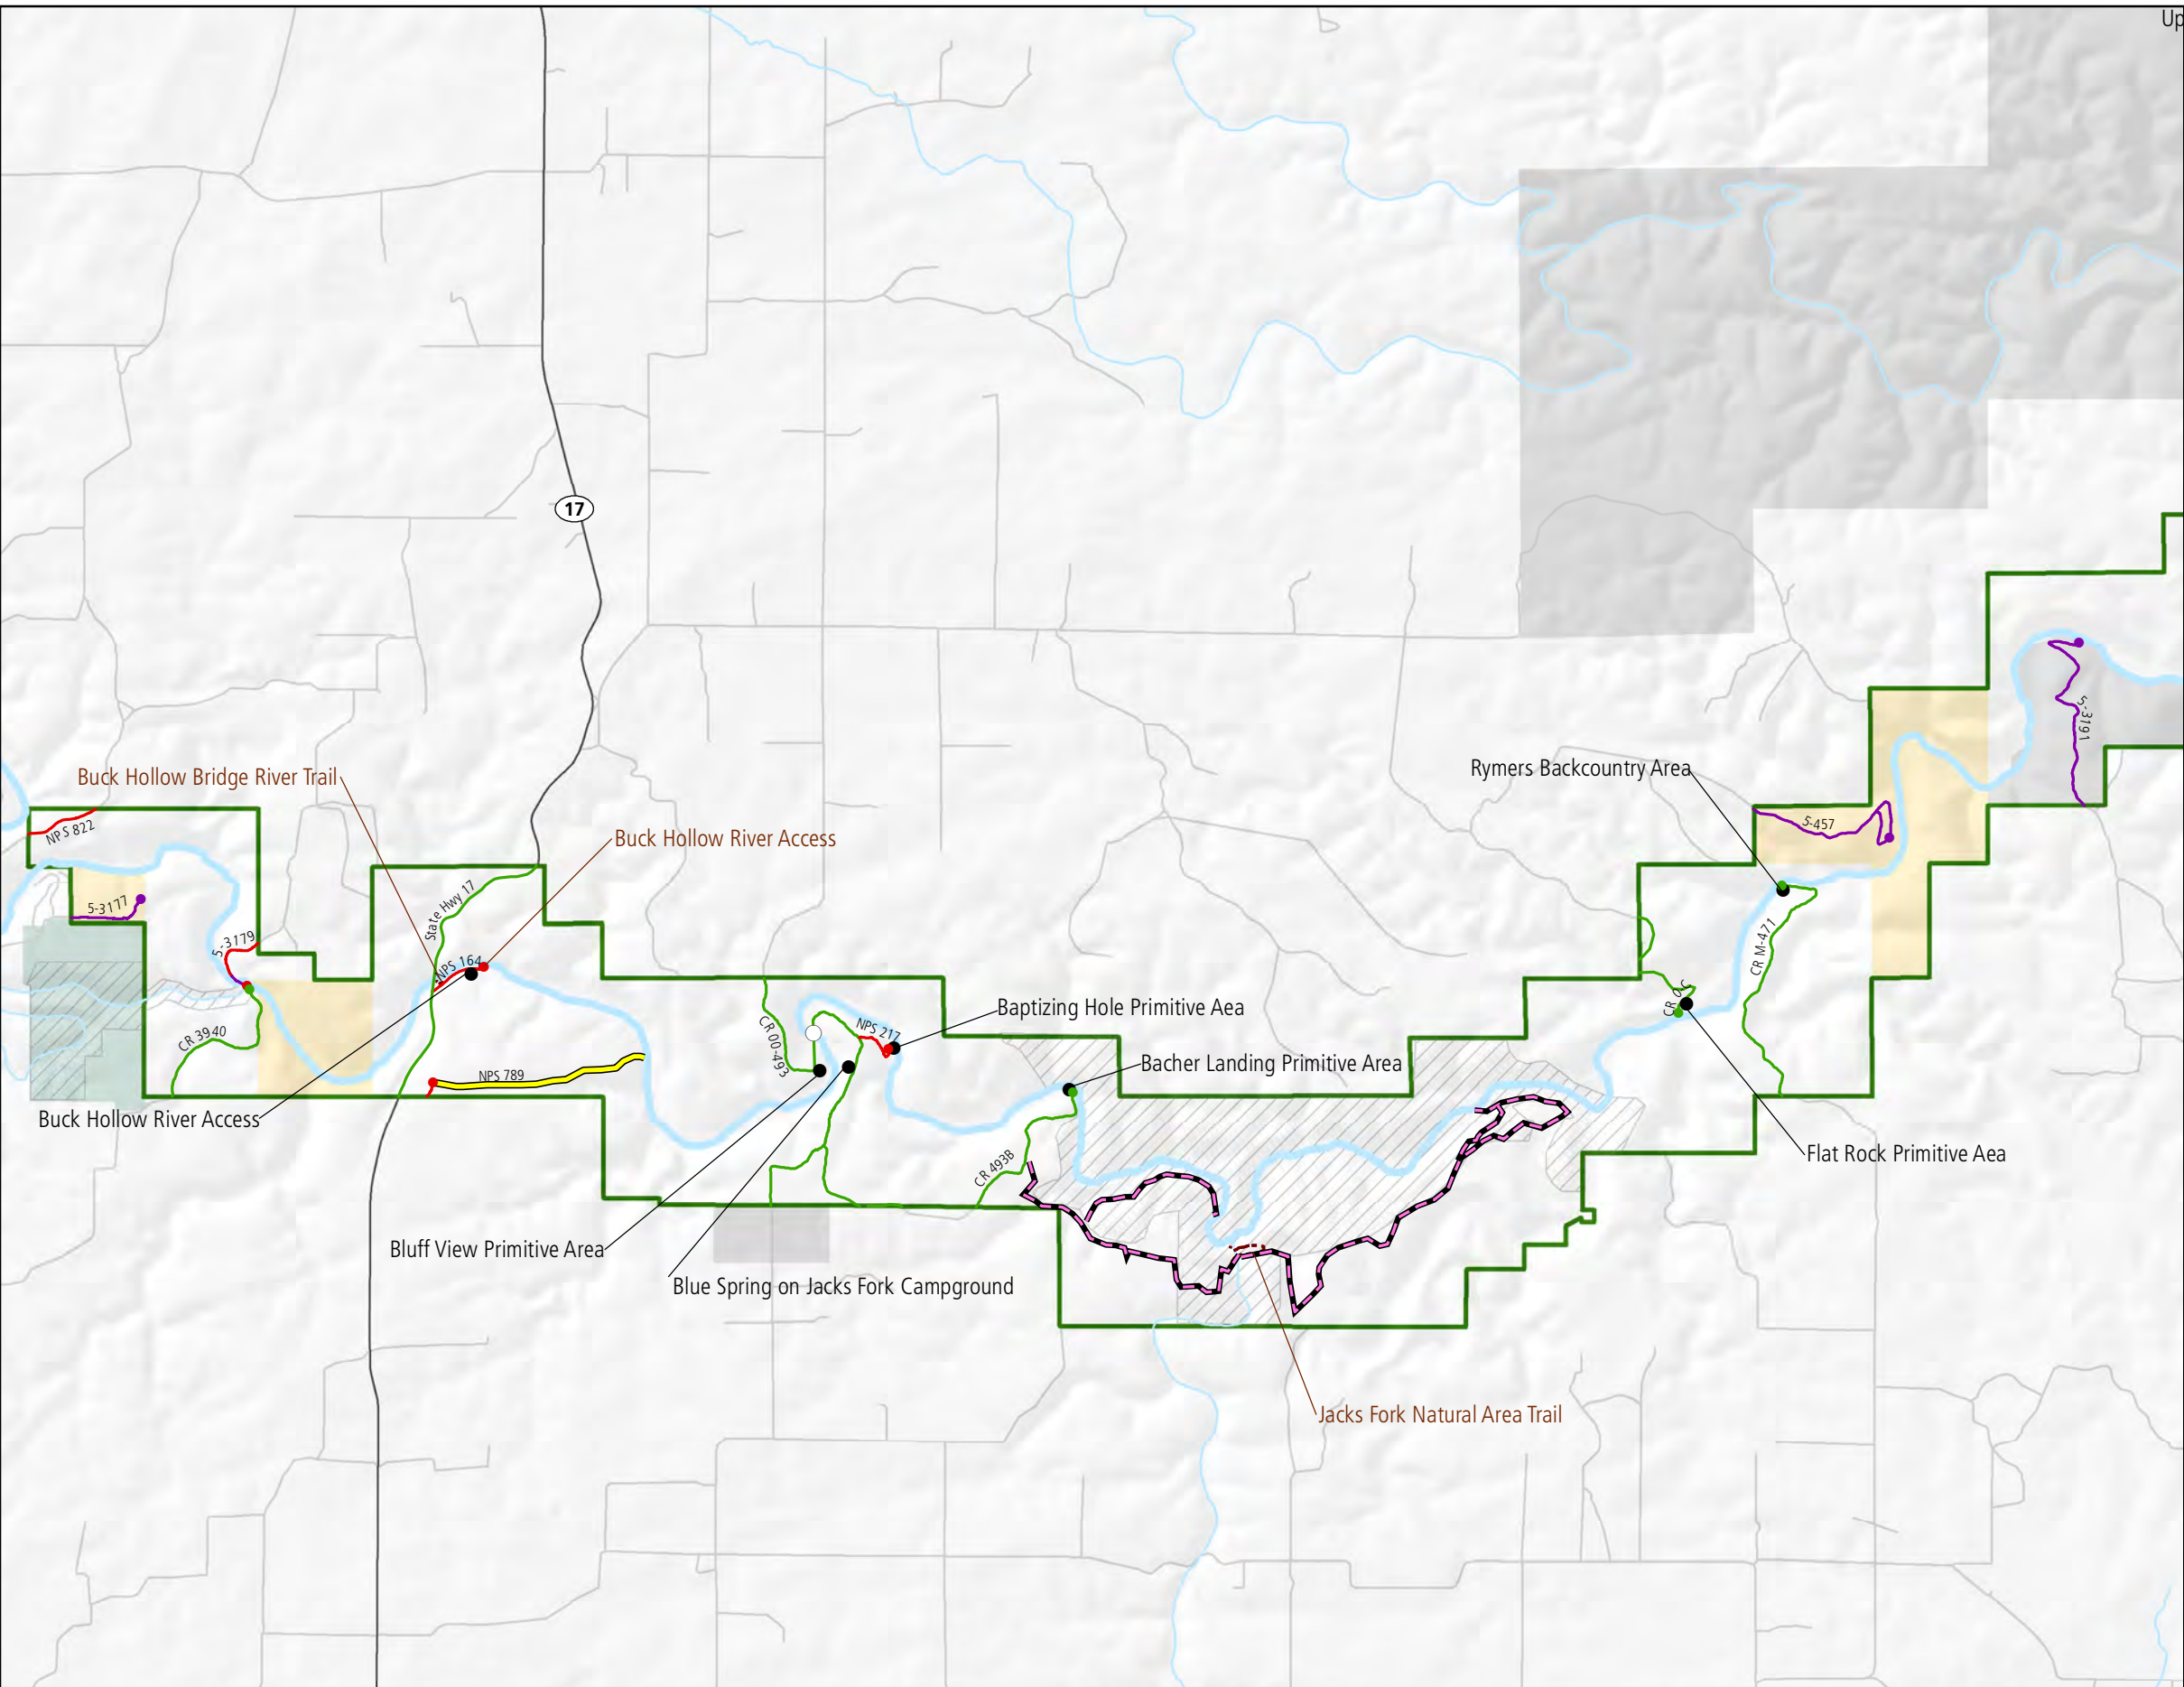 Up
17
5-3191
Rymers Backcountry Area
Buck Hollow Bridge River Trail
NPS 822
5-457
Buck Hollow River Access
State Hwy 17
5-3177
5-3179
CR M-471
NPS 164
Baptizing Hole Primitive Aea
CR 3940
CR 00-493
NPS 217
Bacher Landing Primitive Area
NPS 789
Buck Hollow River Access
Flat Rock Primitive Aea
CR 493B
Bluff View Primitive Area
Blue Spring on Jacks Fork Campground
Jacks Fork Natural Area Trail